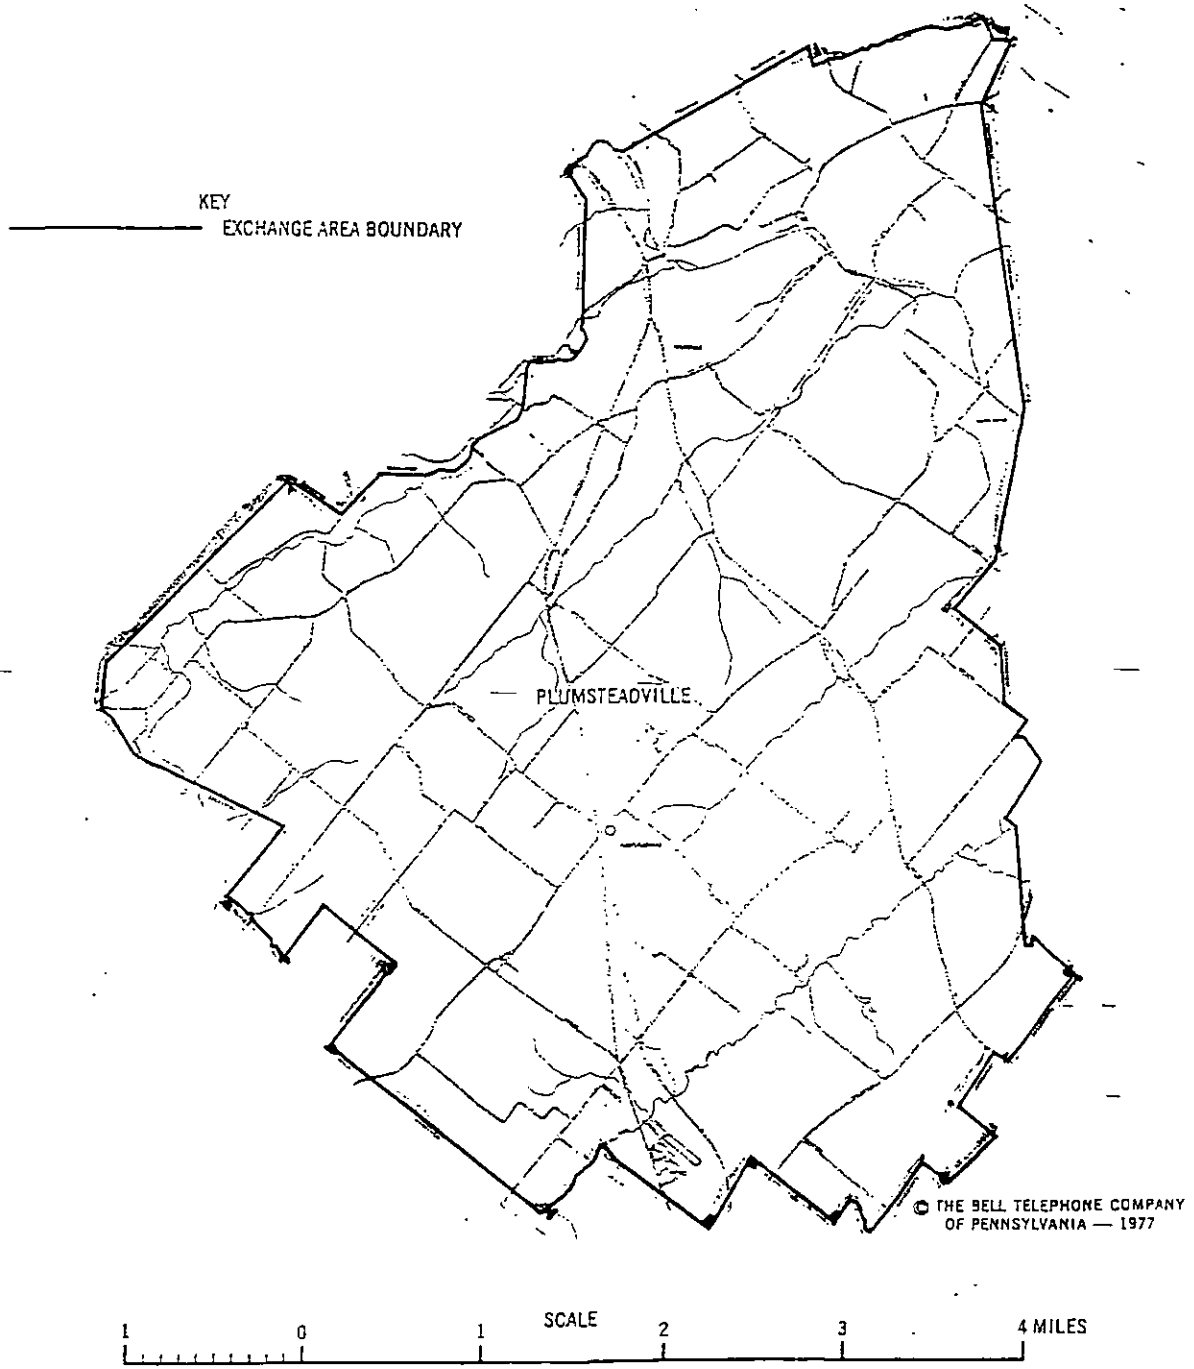 KEY
EXCHANGE AREA BOUNDARY
PLUMSTEADVILLE
© THE BELL TELEPHONE COMPANY
OF PENNSYLVANIA — 1977
SCALE
1 0 1 2 3 4 MILES